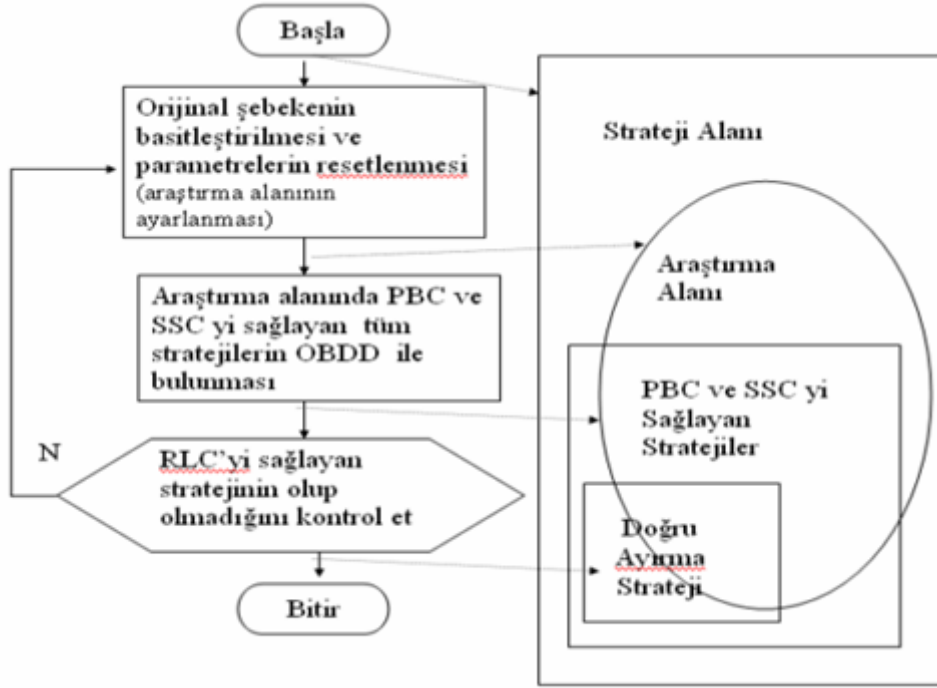 Başla
Orijinal şebekenin
basitleştirilmesi ve
parametrelerin resetlenmesi
(araştırma alanının
ayarlanması)
Araştırma alanında PBC ve
SSC yi sağlayan tüm
stratejilerin OBDD ile
bulunması
N
RLC'yi sağlayan
stratejinin olup
olmadığını kontrol et
Bitir
Strateji Alanı
Araştırma
Alanı
PBC ve SSC yi
Sağlayan
Stratejiler
Doğru
Ayırma
Strateji